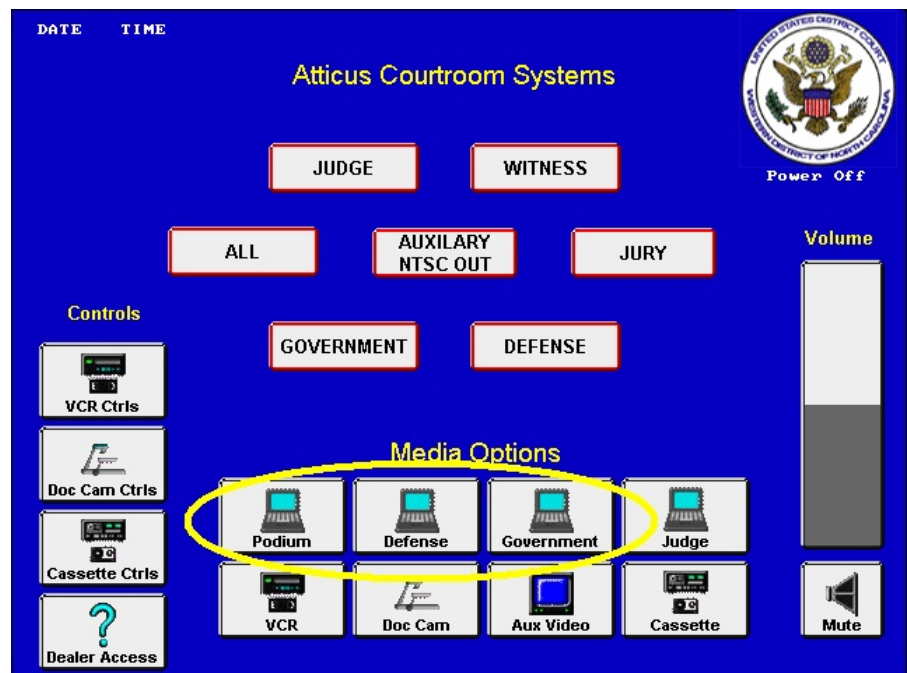 DATE TIME
UNITED STATES DISTRICT COURT
WESTERN DISTRICT OF NORTH CAROLINA
Atticus Courtroom Systems
Power Off
JUDGE
WITNESS
ALL
AUXILARY
NTSC OUT
JURY
Volume
Controls
GOVERNMENT
DEFENSE
VCR Ctrls
Doc Cam Ctrls
Cassette Ctrls
Dealer Access
Media Options
Podium
Defense
Government
Judge
VCR
Doc Cam
Aux Video
Cassette
Mute